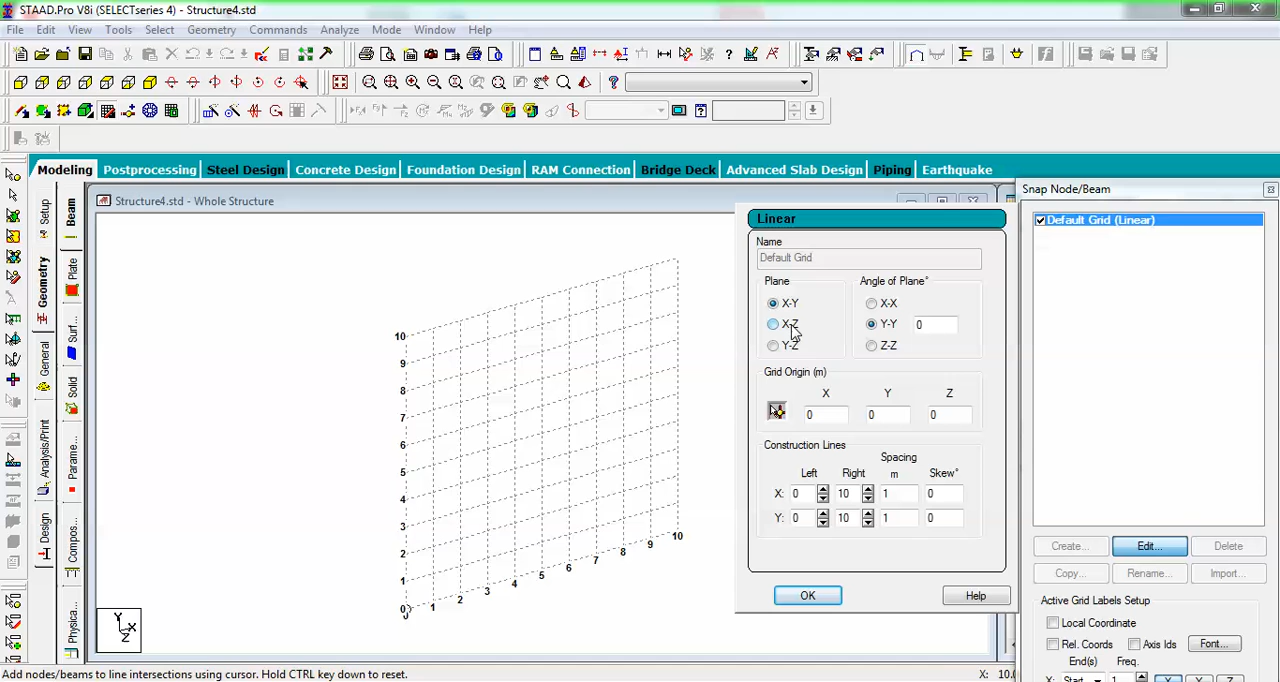 STAAD.Pro V8i (SELECTseries 4) - Structure4.std
File Edit View Tools Select Geometry Commands Analyze Mode Window Help
Modeling Postprocessing Steel Design Concrete Design Foundation Design RAM Connection Bridge Deck Advanced Slab Design Piping Earthquake
Structure4.std - Whole Structure
Snap Node/Beam
Default Grid (Linear)
Linear
Name
Default Grid
Plane
Angle of Plane°
X-Y
X-X
X-Z
Y-Y 0
Y-Z
Z-Z
Grid Origin (m)
X Y Z
0 0 0
Construction Lines
Spacing
Left Right m Skew°
X: 0 10 1 0
Y: 0 10 1 0
OK
Help
Create... Edit... Delete
Copy... Rename... Import...
Active Grid Labels Setup
Local Coordinate
Rel. Coords Axis Ids Font...
End(s) Freq.
X: Start 1 X Y Z
Setup
Geometry
General
Analysis/Print
Design
Beam
Plate
Surf...
Solid
Parame...
Compos...
Physica...
10
9
8
7
6
5
4
3
2
1
0
0 1 2 3 4 5 6 7 8 9 10
Y
X
Z
Add nodes/beams to line intersections using cursor. Hold CTRL key down to reset.
X: 10.0